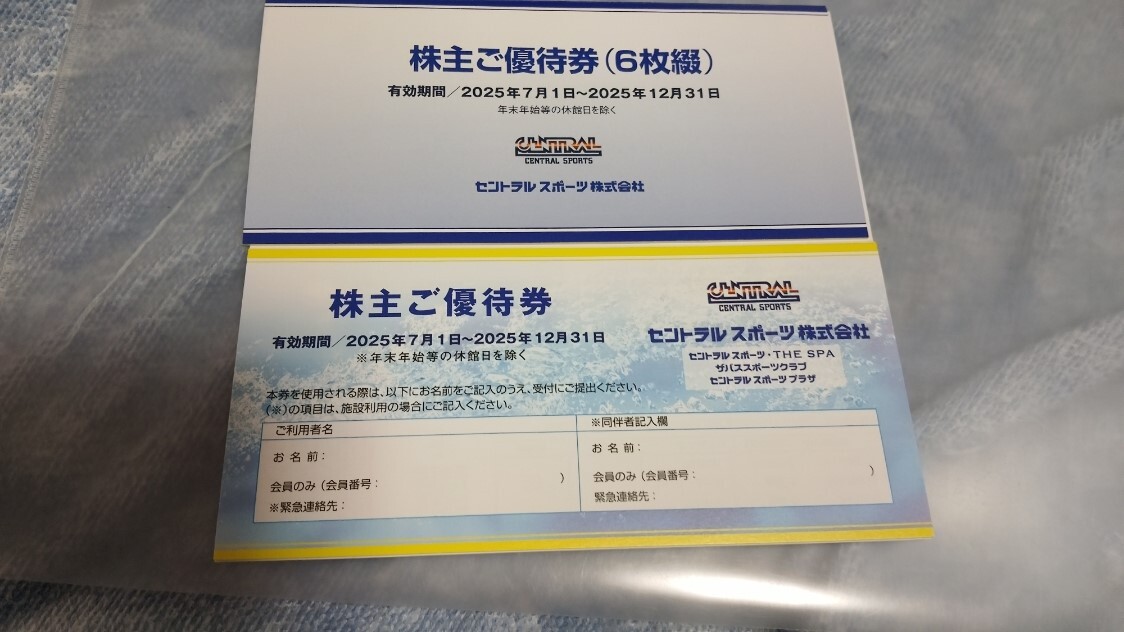 株主ご優待券(6枚綴)
有効期間／2025年7月1日~2025年12月31日
年末年始等の休館日を除く
CENTRAL
CENTRAL SPORTS
セントラルスポーツ株式会社
株主ご優待券
有効期間／2025年7月1日~2025年12月31日
※年末年始等の休館日を除く
CENTRAL
CENTRAL SPORTS
セントラルスポーツ株式会社
セントラルスポーツ・THE SPA
ザバススポーツクラブ
セントラルスポーツプラザ
本券を使用される際は、以下にお名前をご記入のうえ、受付にご提出ください。
(※)の項目は、施設利用の場合にご記入ください。
ご利用者名
お名前：
会員のみ（会員番号： ）
※緊急連絡先：
※同伴者記入欄
お名前：
会員のみ（会員番号： ）
緊急連絡先：